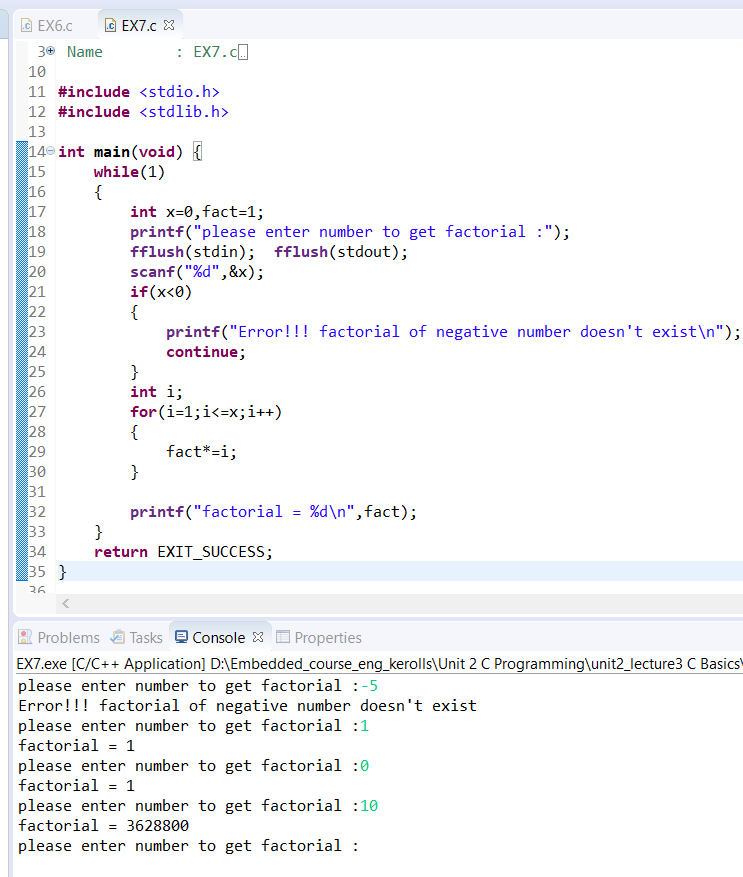 EX6.c EX7.c
3 Name : EX7.c
10
11 #include <stdio.h>
12 #include <stdlib.h>
13
14 int main(void) {
15 while(1)
16 {
17 int x=0,fact=1;
18 printf("please enter number to get factorial :");
19 fflush(stdin); fflush(stdout);
20 scanf("%d",&x);
21 if(x<0)
22 {
23 printf("Error!!! factorial of negative number doesn't exist\n");
24 continue;
25 }
26 int i;
27 for(i=1;i<=x;i++)
28 {
29 fact*=i;
30 }
31
32 printf("factorial = %d\n",fact);
33 }
34 return EXIT_SUCCESS;
35 }
36
Problems Tasks Console Properties
EX7.exe [C/C++ Application] D:\Embedded_course_eng_kerolls\Unit 2 C Programming\unit2_lecture3 C Basics\
please enter number to get factorial :-5
Error!!! factorial of negative number doesn't exist
please enter number to get factorial :1
factorial = 1
please enter number to get factorial :0
factorial = 1
please enter number to get factorial :10
factorial = 3628800
please enter number to get factorial :